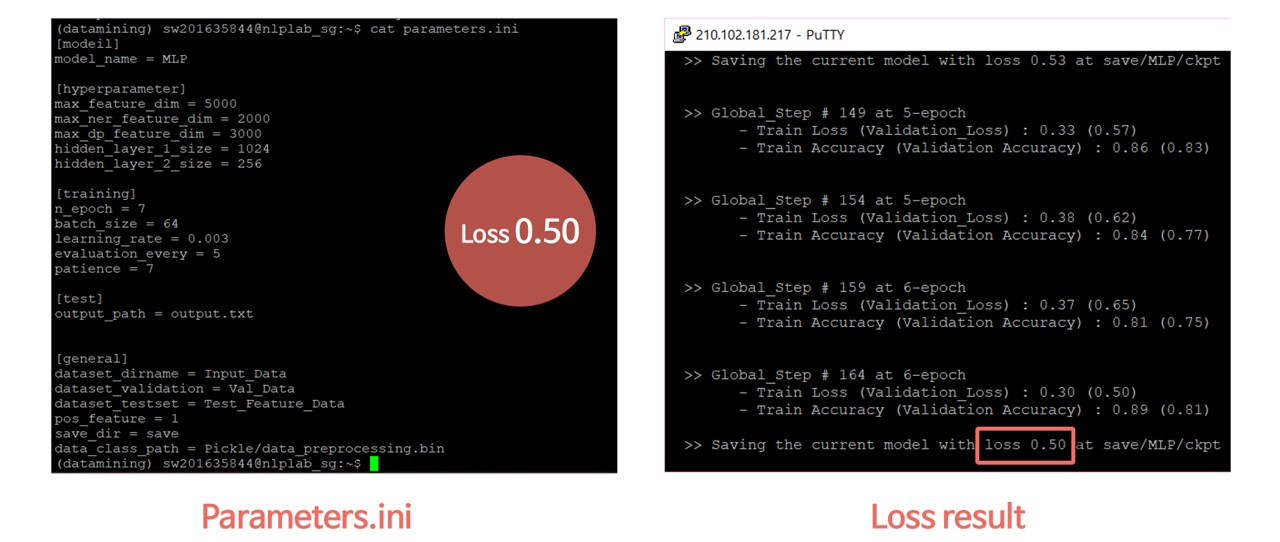 (datamining) sw201635844@nlplab_sg:~$ cat parameters.ini
[modeil]
model_name = MLP
[hyperparameter]
max_feature_dim = 5000
max_ner_feature_dim = 2000
max_dp_feature_dim = 3000
hidden_layer_1_size = 1024
hidden_layer_2_size = 256
[training]
n_epoch = 7
batch_size = 64
learning_rate = 0.003
evaluation_every = 5
patience = 7
[test]
output_path = output.txt
[general]
dataset_dirname = Input_Data
dataset_validation = Val_Data
dataset_testset = Test_Feature_Data
pos_feature = 1
save_dir = save
data_class_path = Pickle/data_preprocessing.bin
(datamining) sw201635844@nlplab_sg:~$
Loss 0.50
Parameters.ini
210.102.181.217 - PuTTY
>> Saving the current model with loss 0.53 at save/MLP/ckpt
>> Global_Step # 149 at 5-epoch
- Train Loss (Validation_Loss) : 0.33 (0.57)
- Train Accuracy (Validation Accuracy) : 0.86 (0.83)
>> Global_Step # 154 at 5-epoch
- Train Loss (Validation_Loss) : 0.38 (0.62)
- Train Accuracy (Validation Accuracy) : 0.84 (0.77)
>> Global_Step # 159 at 6-epoch
- Train Loss (Validation_Loss) : 0.37 (0.65)
- Train Accuracy (Validation Accuracy) : 0.81 (0.75)
>> Global_Step # 164 at 6-epoch
- Train Loss (Validation_Loss) : 0.30 (0.50)
- Train Accuracy (Validation Accuracy) : 0.89 (0.81)
>> Saving the current model with loss 0.50 at save/MLP/ckpt
Loss result